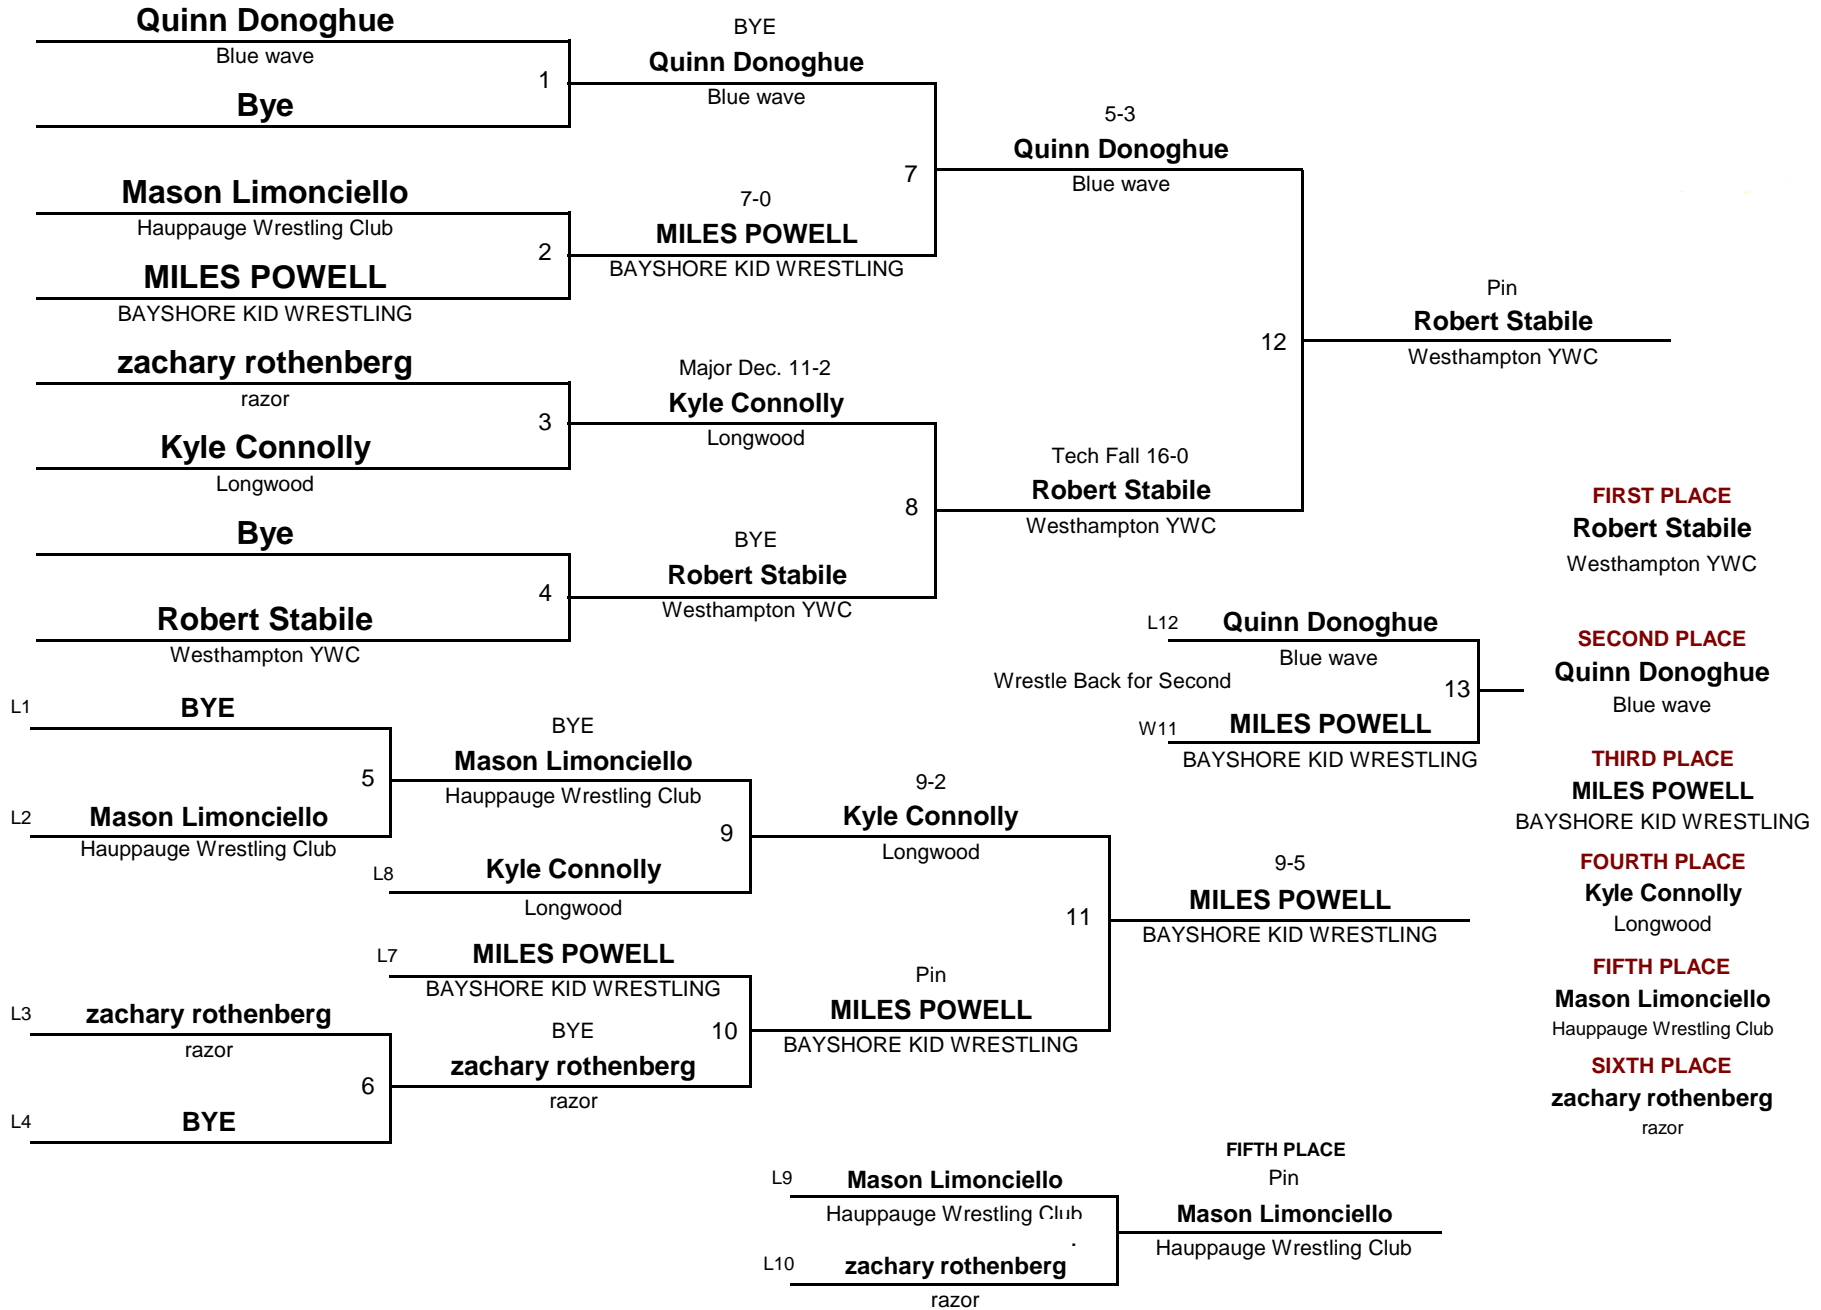 Quinn Donoghue
Blue wave
1
Bye
BYE
Quinn Donoghue
Blue wave
Mason Limonciello
Hauppauge Wrestling Club
2
MILES POWELL
BAYSHORE KID WRESTLING
7-0
MILES POWELL
BAYSHORE KID WRESTLING
7
5-3
Quinn Donoghue
Blue wave
zachary rothenberg
razor
3
Kyle Connolly
Longwood
Major Dec. 11-2
Kyle Connolly
Longwood
Bye
4
Robert Stabile
Westhampton YWC
BYE
Robert Stabile
Westhampton YWC
8
Tech Fall 16-0
Robert Stabile
Westhampton YWC
12
Pin
Robert Stabile
Westhampton YWC
L12 Quinn Donoghue
Blue wave
Wrestle Back for Second
13
W11 MILES POWELL
BAYSHORE KID WRESTLING
L1 BYE
5
L2 Mason Limonciello
Hauppauge Wrestling Club
BYE
Mason Limonciello
Hauppauge Wrestling Club
9
L8 Kyle Connolly
Longwood
9-2
Kyle Connolly
Longwood
L7 MILES POWELL
BAYSHORE KID WRESTLING
L3 zachary rothenberg
razor
6
L4 BYE
BYE
zachary rothenberg
razor
10
Pin
MILES POWELL
BAYSHORE KID WRESTLING
11
9-5
MILES POWELL
BAYSHORE KID WRESTLING
FIFTH PLACE
L9 Mason Limonciello
Hauppauge Wrestling Club
L10 zachary rothenberg
razor
Pin
Mason Limonciello
Hauppauge Wrestling Club
FIRST PLACE
Robert Stabile
Westhampton YWC
SECOND PLACE
Quinn Donoghue
Blue wave
THIRD PLACE
MILES POWELL
BAYSHORE KID WRESTLING
FOURTH PLACE
Kyle Connolly
Longwood
FIFTH PLACE
Mason Limonciello
Hauppauge Wrestling Club
SIXTH PLACE
zachary rothenberg
razor